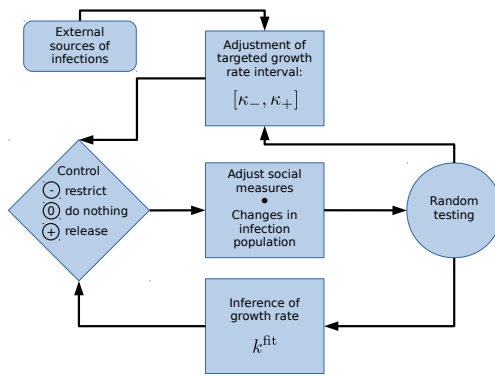 External
sources of
infections
Adjustment of
targeted growth
rate interval:
[κ₋, κ₊]
Control
- restrict
0 do nothing
+ release
Adjust social
measures
•
Changes in
infection
population
Random
testing
Inference of
growth rate
k^fit